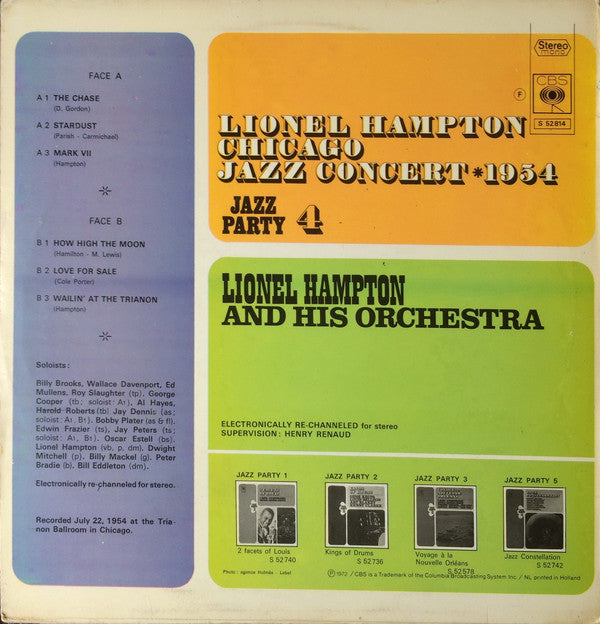 FACE A
A 1 THE CHASE
(D. Gordon)
A 2 STARDUST
(Parish - Carmichael)
A 3 MARK VII
(Hampton)
FACE B
B 1 HOW HIGH THE MOON
(Hamilton - M. Lewis)
B 2 LOVE FOR SALE
(Cole Porter)
B 3 WAILIN' AT THE TRIANON
(Hampton)
Soloists:
Billy Brooks, Wallace Davenport, Ed
Mullens, Roy Slaughter (tp). George
Cooper (tb; soloist: A1), Al Hayes,
Harold Roberts (tb) Jay Dennis (as;
soloist: A1, B1). Bobby Plater (as & fl).
Edwin Frazier (ts), Jay Peters (ts;
soloist: A1, B1). Oscar Estell (bs).
Lionel Hampton (vb, p, dm). Dwight
Mitchell (p). Billy Mackel (g). Peter
Bradie (b). Bill Eddleton (dm).
Electronically re-channeled for stereo.
Recorded July 22, 1954 at the Tria-
non Ballroom in Chicago.
Stereo
mono
CBS
F
S 52814
LIONEL HAMPTON
CHICAGO
JAZZ CONCERT *1954
JAZZ
PARTY 4
LIONEL HAMPTON
AND HIS ORCHESTRA
ELECTRONICALLY RE-CHANNELED for stereo
SUPERVISION: HENRY RENAUD
JAZZ PARTY 1
2 facets of Louis
S 52740
JAZZ PARTY 2
Kings of Drums
S 52736
JAZZ PARTY 3
Voyage à la
Nouvelle Orléans
S 52578
JAZZ PARTY 5
Jazz Constellation
S 52742
Photo: agence Holmès - Lebel
℗ 1972 / CBS is a Trademark of the Columbia Broadcasting System Inc / NL printed in Holland